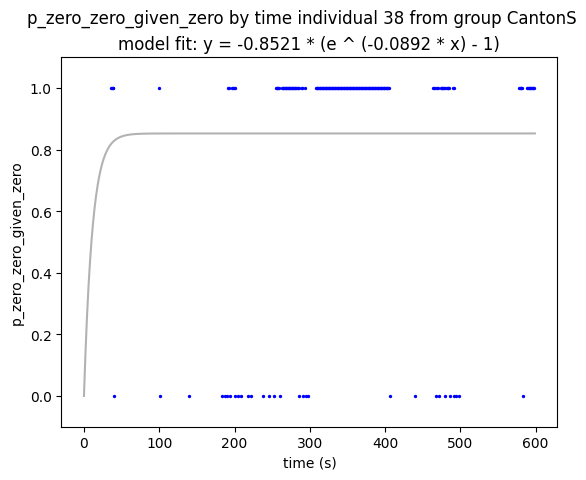 p_zero_zero_given_zero by time individual 38 from group CantonS
model fit: y = -0.8521 * (e ^ (-0.0892 * x) - 1)
1.0
0.8
0.6
0.4
0.2
0.0
p_zero_zero_given_zero
0 100 200 300 400 500 600
time (s)